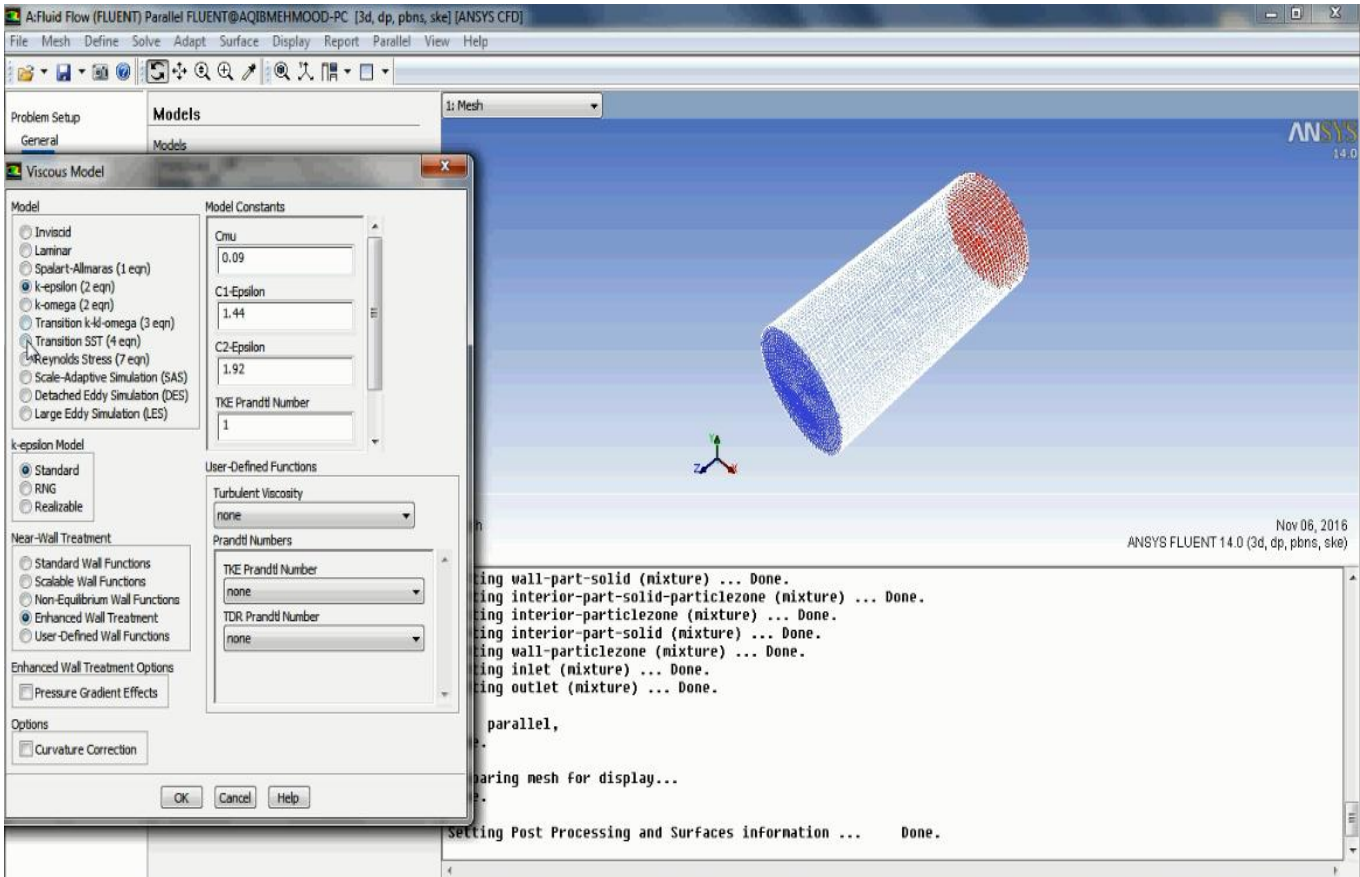 A:Fluid Flow (FLUENT) Parallel FLUENT@AQIBMEHMOOD-PC [3d, dp, pbns, ske] [ANSYS CFD]
File Mesh Define Solve Adapt Surface Display Report Parallel View Help
Problem Setup
General
Models
Models
1: Mesh
ANSYS
14.0
Viscous Model
Model
Inviscid
Laminar
Spalart-Allmaras (1 eqn)
k-epsilon (2 eqn)
k-omega (2 eqn)
Transition k-kl-omega (3 eqn)
Transition SST (4 eqn)
Reynolds Stress (7 eqn)
Scale-Adaptive Simulation (SAS)
Detached Eddy Simulation (DES)
Large Eddy Simulation (LES)
k-epsilon Model
Standard
RNG
Realizable
Near-Wall Treatment
Standard Wall Functions
Scalable Wall Functions
Non-Equilibrium Wall Functions
Enhanced Wall Treatment
User-Defined Wall Functions
Enhanced Wall Treatment Options
Pressure Gradient Effects
Options
Curvature Correction
Model Constants
Cmu
0.09
C1-Epsilon
1.44
C2-Epsilon
1.92
TKE Prandtl Number
1
User-Defined Functions
Turbulent Viscosity
none
Prandtl Numbers
TKE Prandtl Number
none
TDR Prandtl Number
none
OK Cancel Help
Y
Z X
Nov 06, 2016
ANSYS FLUENT 14.0 (3d, dp, pbns, ske)
ting wall-part-solid (mixture) ... Done.
ting interior-part-solid-particlezone (mixture) ... Done.
ting interior-particlezone (mixture) ... Done.
ting interior-part-solid (mixture) ... Done.
ting wall-particlezone (mixture) ... Done.
ting inlet (mixture) ... Done.
ting outlet (mixture) ... Done.
parallel,
e.
aring mesh for display...
e.
Setting Post Processing and Surfaces information ... Done.